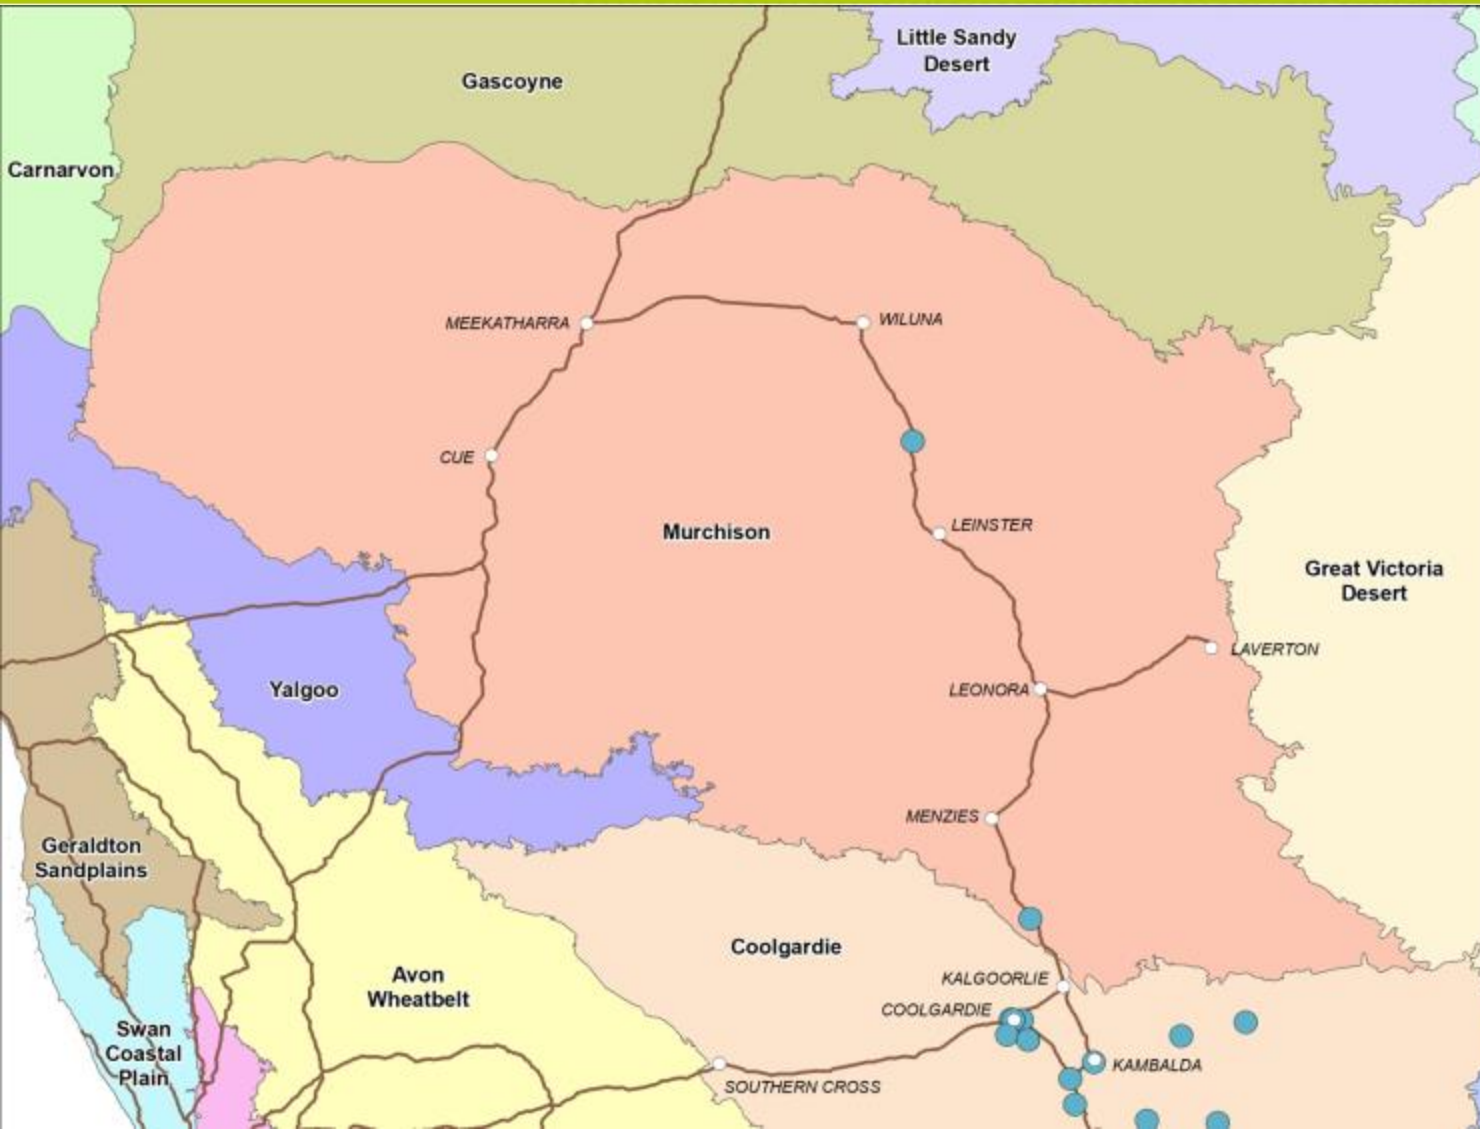 Little Sandy
Desert
Gascoyne
Carnarvon
MEEKATHARRA
WILUNA
CUE
LEINSTER
Murchison
Great Victoria
Desert
LAVERTON
Yalgoo
LEONORA
MENZIES
Geraldton
Sandplains
Coolgardie
Avon
Wheatbelt
KALGOORLIE
COOLGARDIE
Swan
Coastal
Plain
KAMBALDA
SOUTHERN CROSS